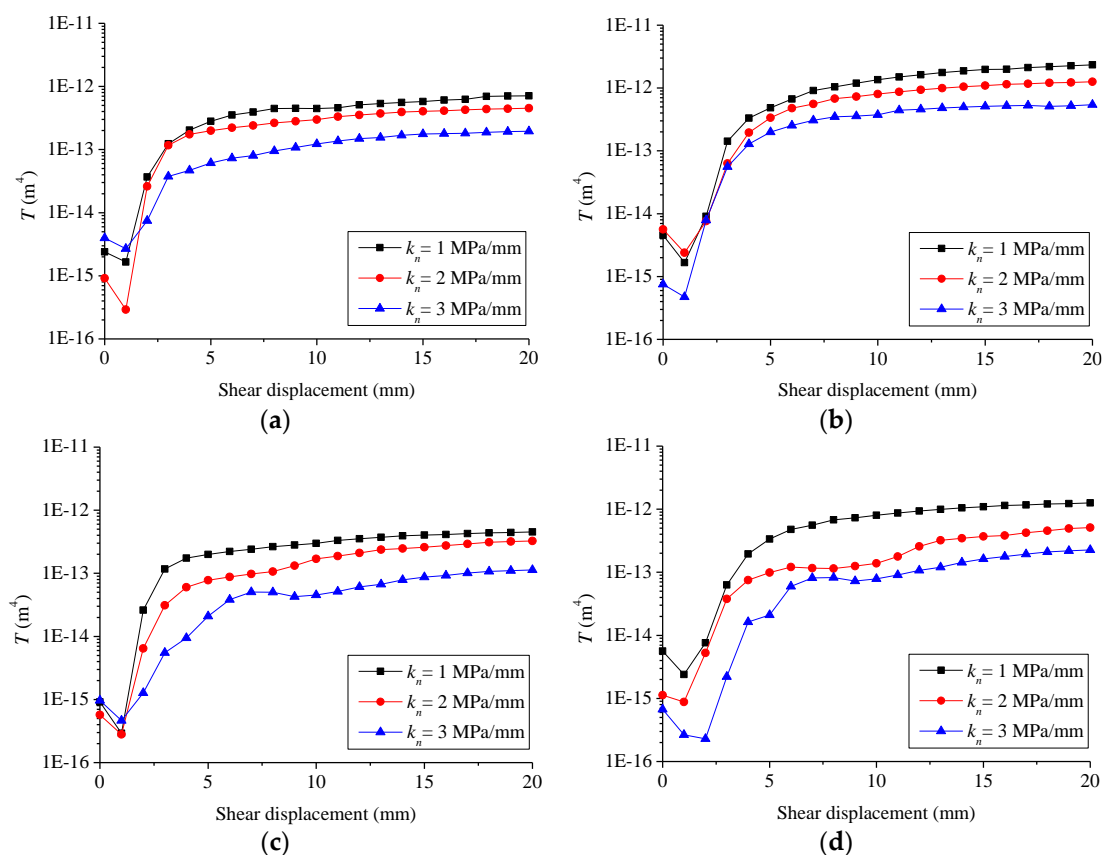 1E-11
1E-12
1E-13
1E-14
1E-15
1E-16
T (m⁴)
kₙ = 1 MPa/mm
kₙ = 2 MPa/mm
kₙ = 3 MPa/mm
0 5 10 15 20
Shear displacement (mm)
(a)
1E-11
1E-12
1E-13
1E-14
1E-15
1E-16
T (m⁴)
kₙ = 1 MPa/mm
kₙ = 2 MPa/mm
kₙ = 3 MPa/mm
0 5 10 15 20
Shear displacement (mm)
(b)
1E-11
1E-12
1E-13
1E-14
1E-15
1E-16
T (m⁴)
kₙ = 1 MPa/mm
kₙ = 2 MPa/mm
kₙ = 3 MPa/mm
0 5 10 15 20
Shear displacement (mm)
(c)
1E-11
1E-12
1E-13
1E-14
1E-15
1E-16
T (m⁴)
kₙ = 1 MPa/mm
kₙ = 2 MPa/mm
kₙ = 3 MPa/mm
0 5 10 15 20
Shear displacement (mm)
(d)